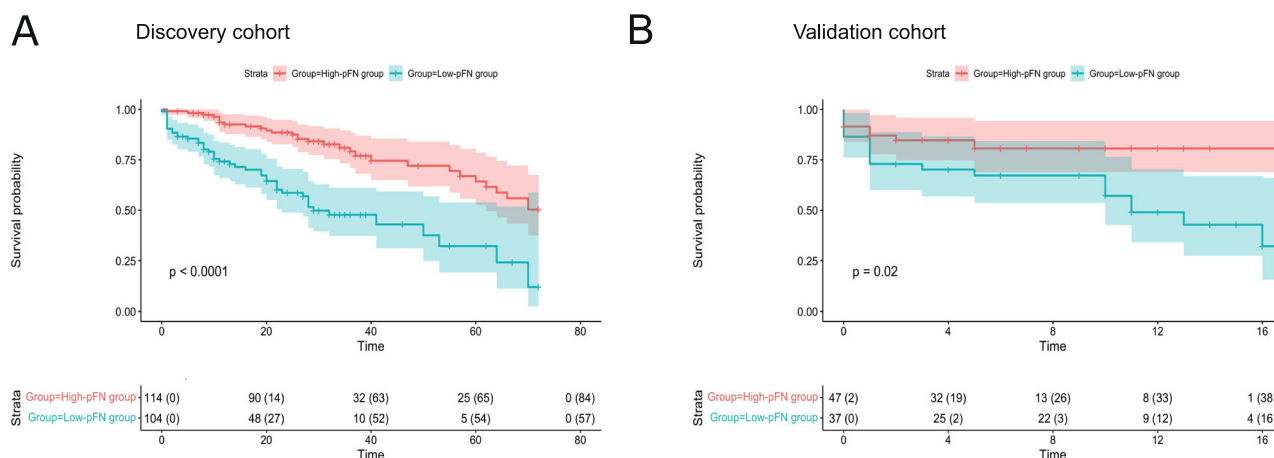 A Discovery cohort
Strata Group=High-pFN group Group=Low-pFN group
Survival probability
1.00
0.75
0.50
0.25
0.00
p < 0.0001
0 20 40 60 80
Time
Strata
Group=High-pFN group 114 (0) 90 (14) 32 (63) 25 (65) 0 (84)
Group=Low-pFN group 104 (0) 48 (27) 10 (52) 5 (54) 0 (57)
0 20 40 60 80
Time
B Validation cohort
Strata Group=High-pFN group Group=Low-pFN group
Survival probability
1.00
0.75
0.50
0.25
0.00
p = 0.02
0 4 8 12 16
Time
Strata
Group=High-pFN group 47 (2) 32 (19) 13 (26) 8 (33) 1 (38
Group=Low-pFN group 37 (0) 25 (2) 22 (3) 9 (12) 4 (16
0 4 8 12 16
Time